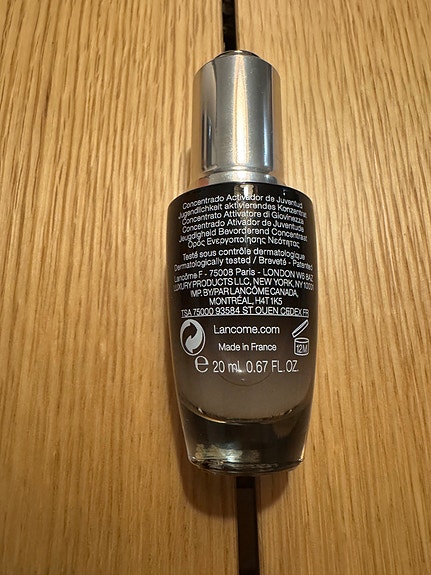 Concentrado Activador de Juventud
Jugendlichkeit aktivierendes Konzentrat
Concentrato Attivatore di Giovinezza
Concentrado Ativador de Juventude
Jeugdigheid Bevorderend Concentraat
Ορός Ενεργοποίησης Νεότητας
Testé sous contrôle dermatologique
Dermatologically tested / Breveté - Patented
Lancôme F - 75008 Paris - LONDON W6 8AZ
LUXURY PRODUCTS LLC, NEW YORK, NY 10001
IMP. BY/PAR LANCÔME CANADA,
MONTRÉAL, H4T 1K5
TSA 75000 93584 ST OUEN CEDEX FR
Lancome.com
Made in France
12M
℮ 20 mL 0.67 FL.OZ.